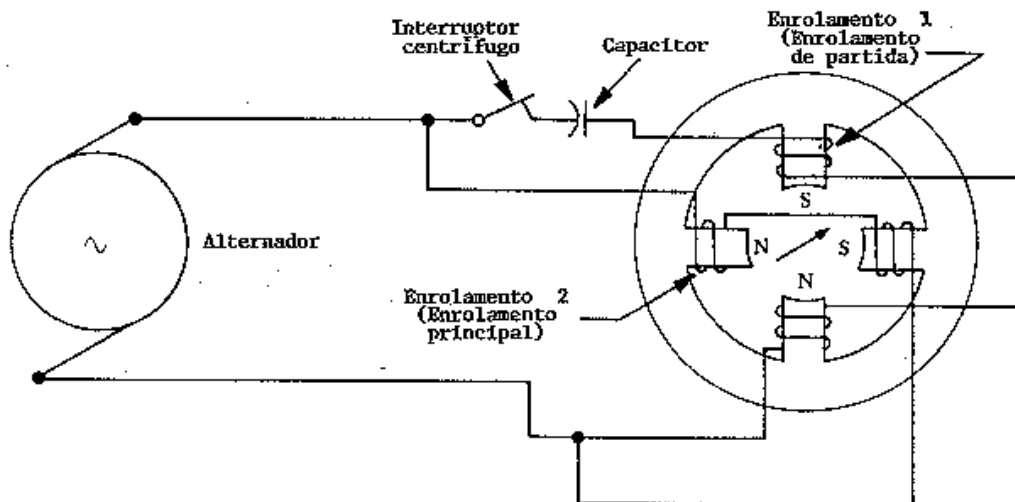 Interruptor
centrífugo
Capacitor
Enrolamento 1
(Enrolamento
de partida)
S
Alternador
N
S
N
Enrolamento 2
(Enrolamento
principal)